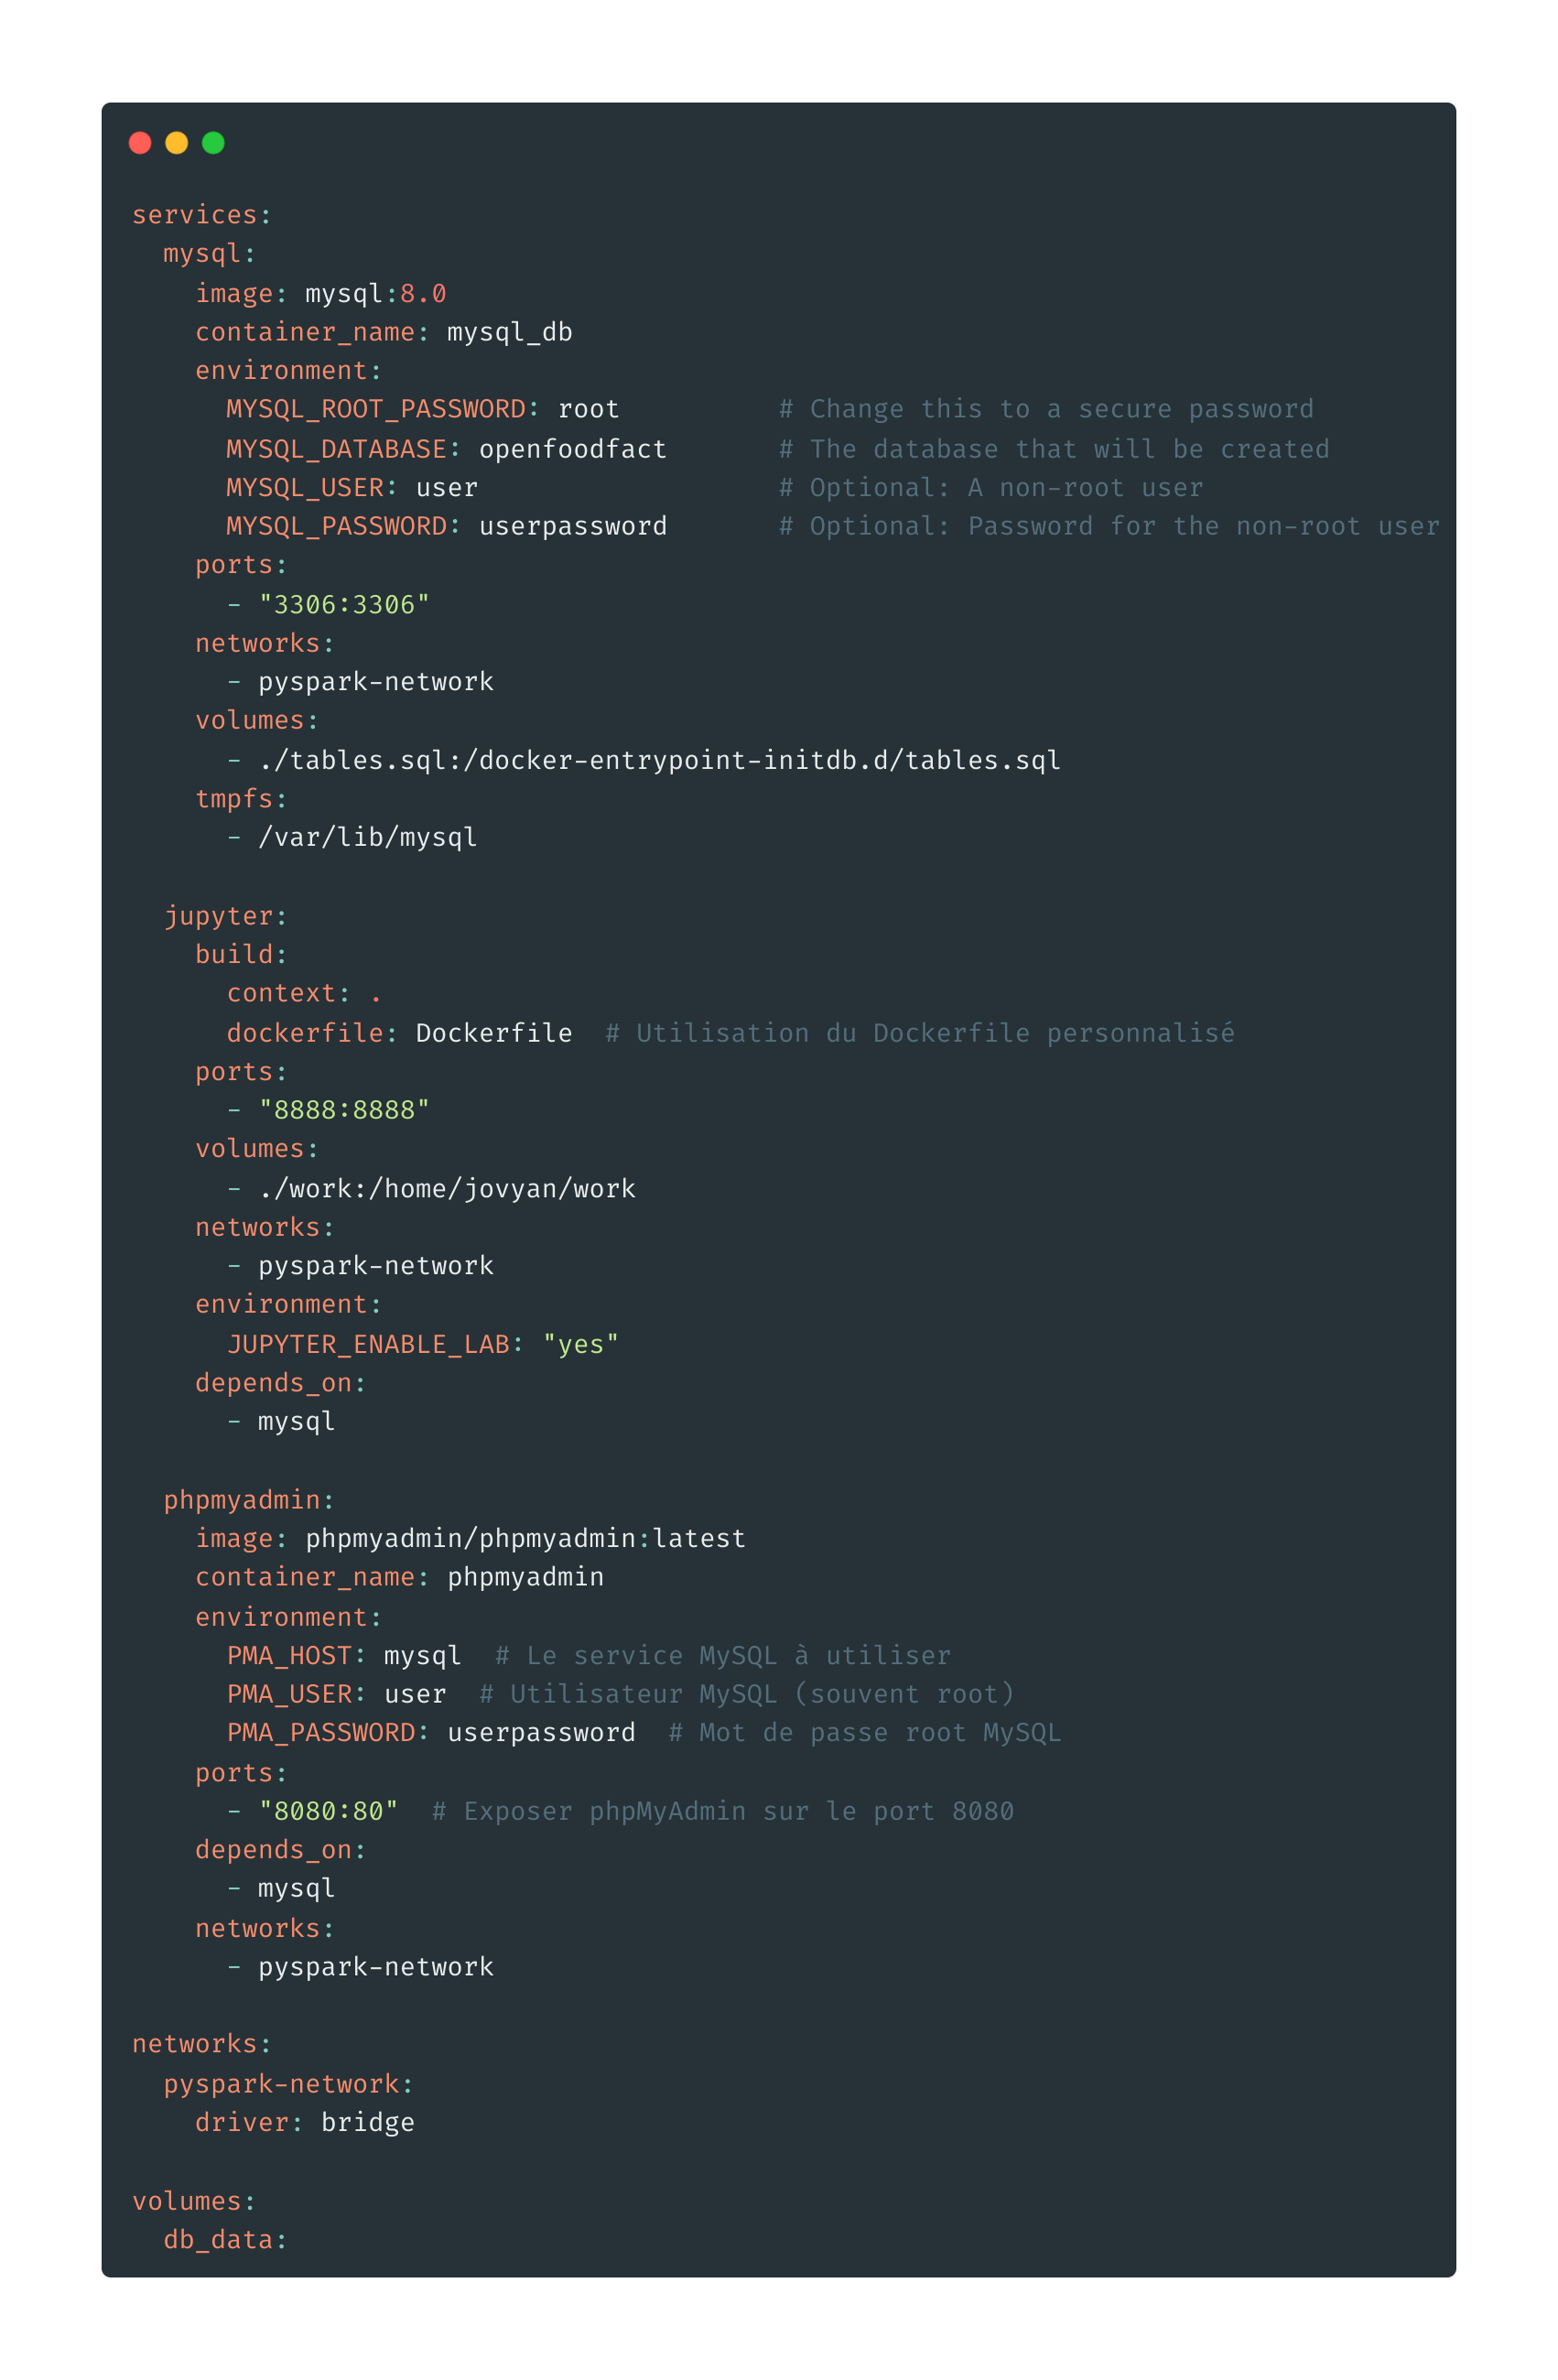 services:
  mysql:
    image: mysql:8.0
    container_name: mysql_db
    environment:
      MYSQL_ROOT_PASSWORD: root          # Change this to a secure password
      MYSQL_DATABASE: openfoodfact       # The database that will be created
      MYSQL_USER: user                   # Optional: A non-root user
      MYSQL_PASSWORD: userpassword       # Optional: Password for the non-root user
    ports:
      - "3306:3306"
    networks:
      - pyspark-network
    volumes:
      - ./tables.sql:/docker-entrypoint-initdb.d/tables.sql
    tmpfs:
      - /var/lib/mysql

  jupyter:
    build:
      context: .
      dockerfile: Dockerfile  # Utilisation du Dockerfile personnalisé
    ports:
      - "8888:8888"
    volumes:
      - ./work:/home/jovyan/work
    networks:
      - pyspark-network
    environment:
      JUPYTER_ENABLE_LAB: "yes"
    depends_on:
      - mysql

  phpmyadmin:
    image: phpmyadmin/phpmyadmin:latest
    container_name: phpmyadmin
    environment:
      PMA_HOST: mysql  # Le service MySQL à utiliser
      PMA_USER: user  # Utilisateur MySQL (souvent root)
      PMA_PASSWORD: userpassword  # Mot de passe root MySQL
    ports:
      - "8080:80"  # Exposer phpMyAdmin sur le port 8080
    depends_on:
      - mysql
    networks:
      - pyspark-network

networks:
  pyspark-network:
    driver: bridge

volumes:
  db_data: